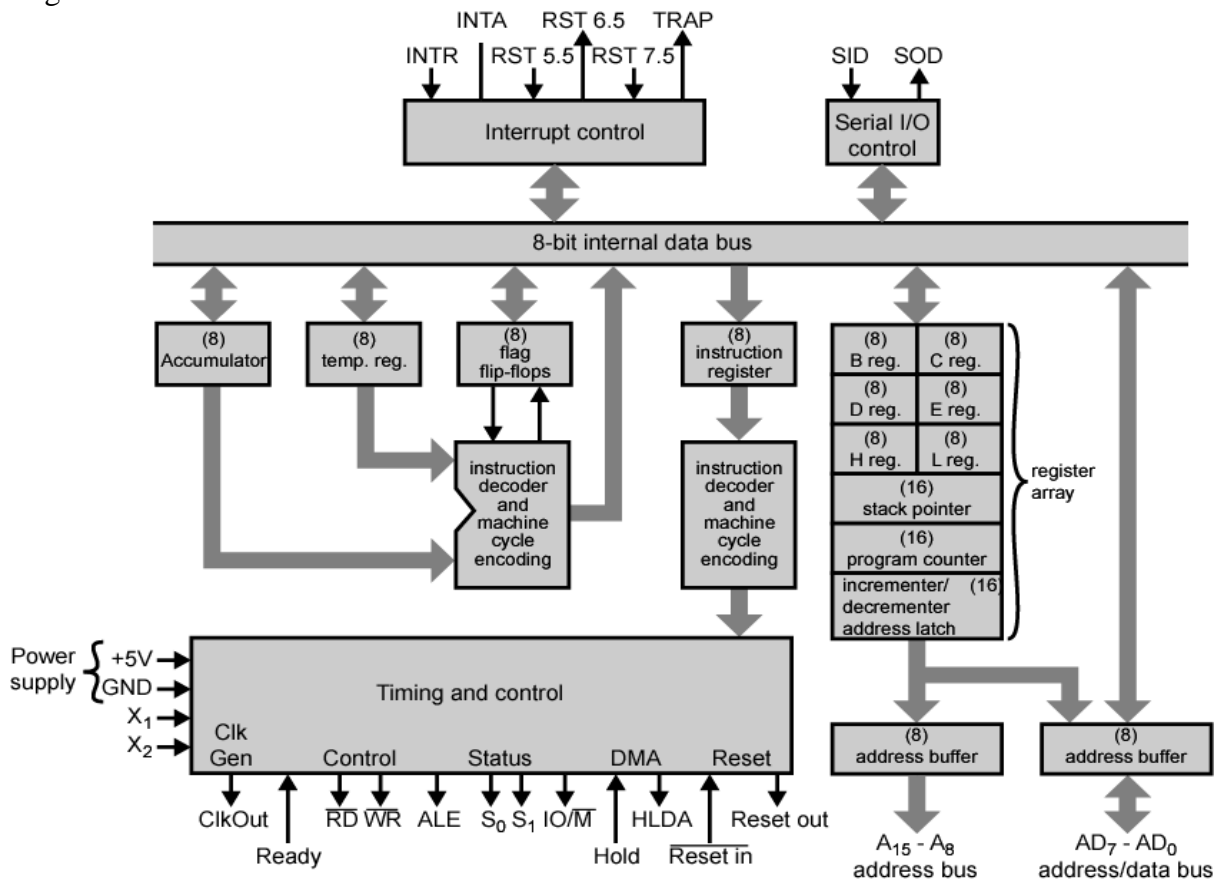 INTA RST 6.5 TRAP
INTR RST 5.5 RST 7.5 SID SOD
Interrupt control
Serial I/O
control
8-bit internal data bus
(8)
Accumulator
(8)
temp. reg.
(8)
flag
flip-flops
(8)
instruction
register
(8)
B reg.
(8)
C reg.
(8)
D reg.
(8)
E reg.
(8)
H reg.
(8)
L reg.
(16)
stack pointer
(16)
program counter
incrementer/ (16)
decrementer
address latch
register
array
instruction
decoder
and
machine
cycle
encoding
instruction
decoder
and
machine
cycle
encoding
Power
supply
+5V
GND
X₁
X₂
Timing and control
Clk
Gen Control Status DMA Reset
ClkOut R̅D̅ W̅R̅ ALE S₀ S₁ IO/M̅ HLDA Reset out
Ready Hold R̅e̅s̅e̅t̅ i̅n̅
(8)
address buffer
(8)
address buffer
A₁₅ - A₈
address bus
AD₇ - AD₀
address/data bus